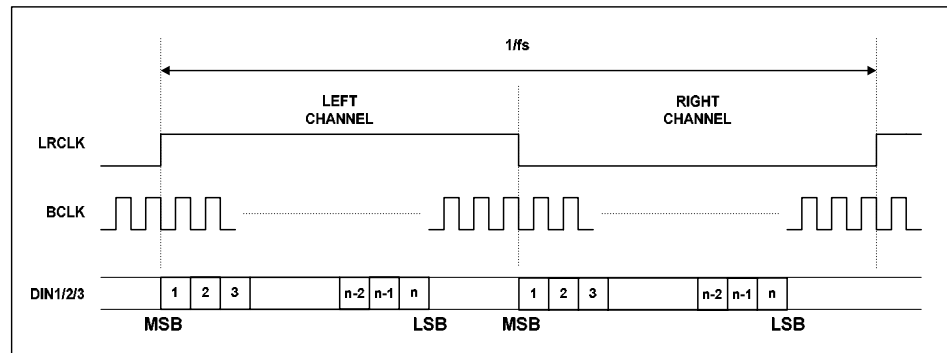 1/fs
LEFT
CHANNEL
RIGHT
CHANNEL
LRCLK
BCLK
DIN1/2/3
1 2 3 n-2 n-1 n 1 2 3 n-2 n-1 n
MSB LSB MSB LSB